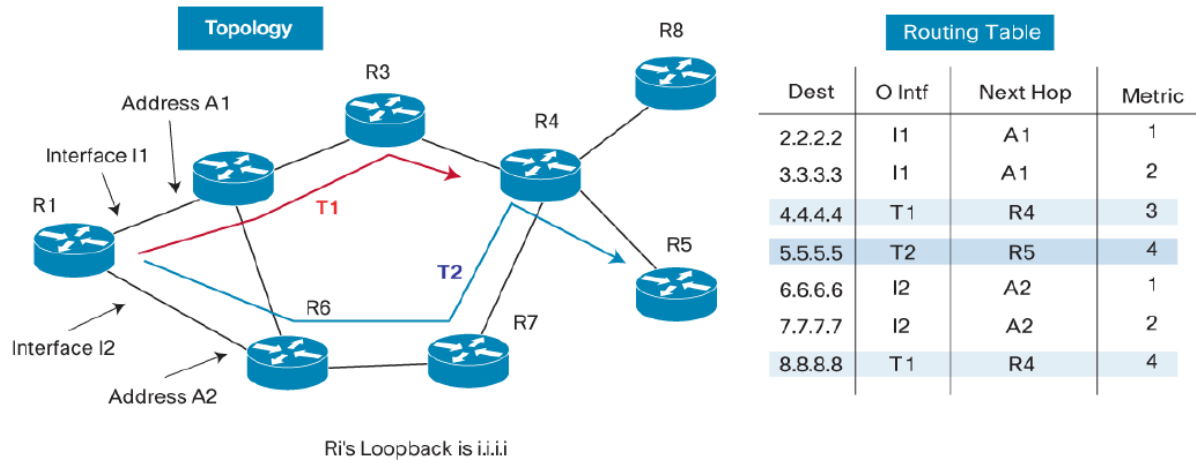 Topology
R8
R3
Address A1
R4
Interface I1
T1
R1
R5
T2
R6
R7
Interface I2
Address A2
Ri's Loopback is i.i.i.i
Routing Table
Dest O Intf Next Hop Metric
2.2.2.2 I1 A1 1
3.3.3.3 I1 A1 2
4.4.4.4 T1 R4 3
5.5.5.5 T2 R5 4
6.6.6.6 I2 A2 1
7.7.7.7 I2 A2 2
8.8.8.8 T1 R4 4